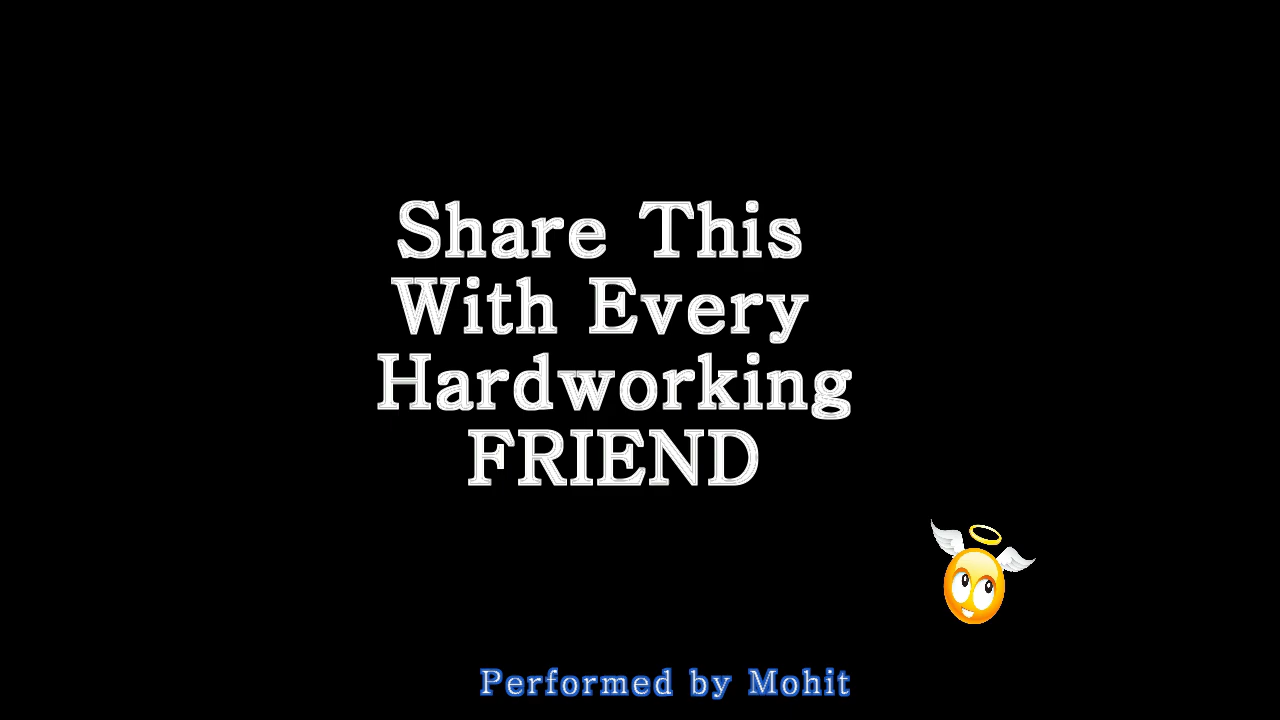 Share This
With Every
Hardworking
FRIEND
Performed by Mohit